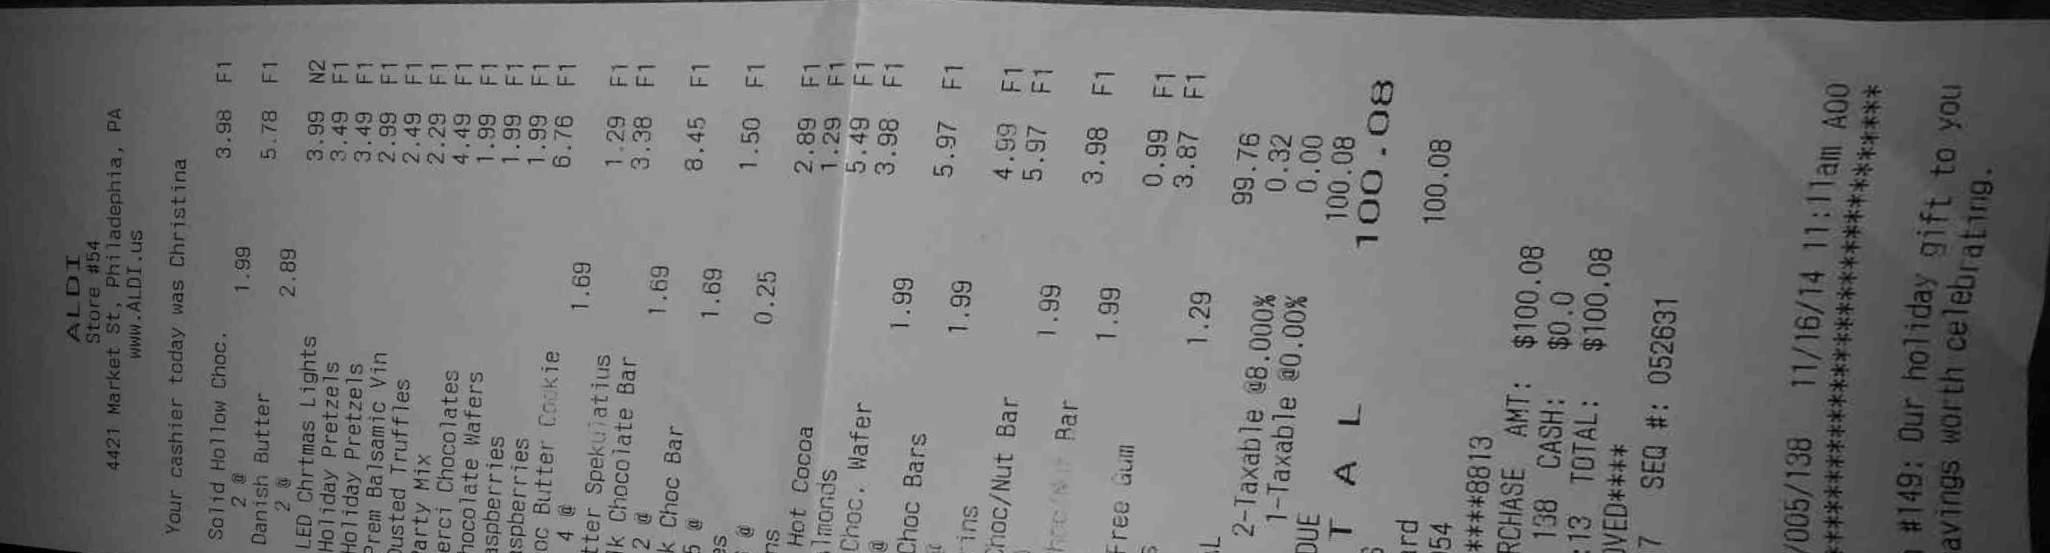 ALDI
Store #54
4421 Market St, Philadephia, PA
www.ALDI.us
Your cashier today was Christina
Solid Hollow Choc. 3.98 F1
2 @ 1.99
Danish Butter 5.78 F1
2 @ 2.89
LED Chrtmas Lights 3.99 N2
Holiday Pretzels 3.49 F1
Holiday Pretzels 3.49 F1
Prem Balsamic Vin 2.99 F1
Dusted Truffles 2.49 F1
Party Mix 2.29 F1
erci Chocolates 4.49 F1
hocolate Wafers 1.99 F1
aspberries 1.99 F1
aspberries 1.99 F1
oc Butter Cookie 6.76 F1
4 @ 1.69
tter Spekulatius 1.29 F1
lk Chocolate Bar 3.38 F1
2 @ 1.69
k Choc Bar 8.45 F1
5 @ 1.69
es 1.50 F1
@ 0.25
ns
Hot Cocoa 2.89 F1
lmonds 1.29 F1
Choc. Wafer 5.49 F1
3.98 F1
@ 1.99
Choc Bars 5.97 F1
1.99
ins 4.99 F1
Choc/Nut Bar 5.97 F1
1.99
Bar 3.98 F1
1.99
Free Gum 0.99 F1
3.87 F1
1.29
99.76
2-Taxable @8.000% 0.32
1-Taxable @0.00% 0.00
DUE 100.08
T A L 100.08
ard 100.08
54
****8813
RCHASE AMT: $100.08
138 CASH: $0.0
:13 TOTAL: $100.08
OVED****
7 SEQ #: 052631
/005/138 11/16/14 11:11am A00
#149: Our holiday gift to you
avings worth celebrating.